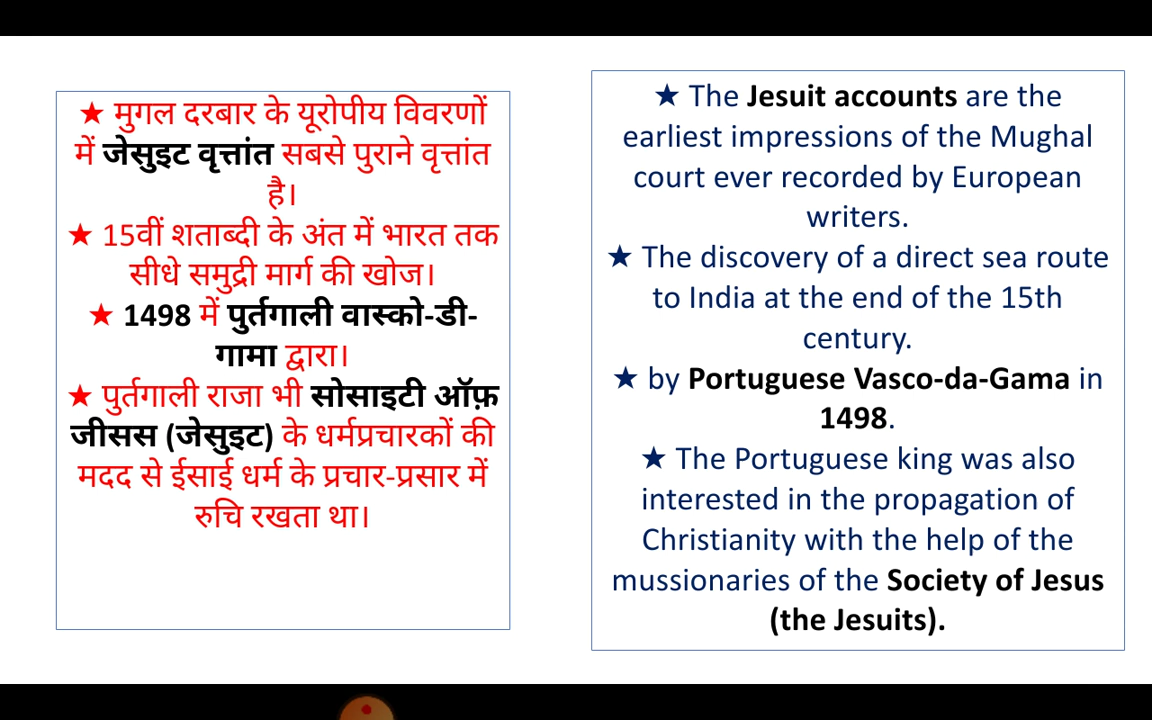 ★ मुगल दरबार के यूरोपीय विवरणों
में जेसुइट वृत्तांत सबसे पुराने वृत्तांत
है।
★ 15वीं शताब्दी के अंत में भारत तक
सीधे समुद्री मार्ग की खोज।
★ 1498 में पुर्तगाली वास्को-डी-
गामा द्वारा।
★ पुर्तगाली राजा भी सोसाइटी ऑफ़
जीसस (जेसुइट) के धर्मप्रचारकों की
मदद से ईसाई धर्म के प्रचार-प्रसार में
रुचि रखता था।
★ The Jesuit accounts are the
earliest impressions of the Mughal
court ever recorded by European
writers.
★ The discovery of a direct sea route
to India at the end of the 15th
century.
★ by Portuguese Vasco-da-Gama in
1498.
★ The Portuguese king was also
interested in the propagation of
Christianity with the help of the
mussionaries of the Society of Jesus
(the Jesuits).